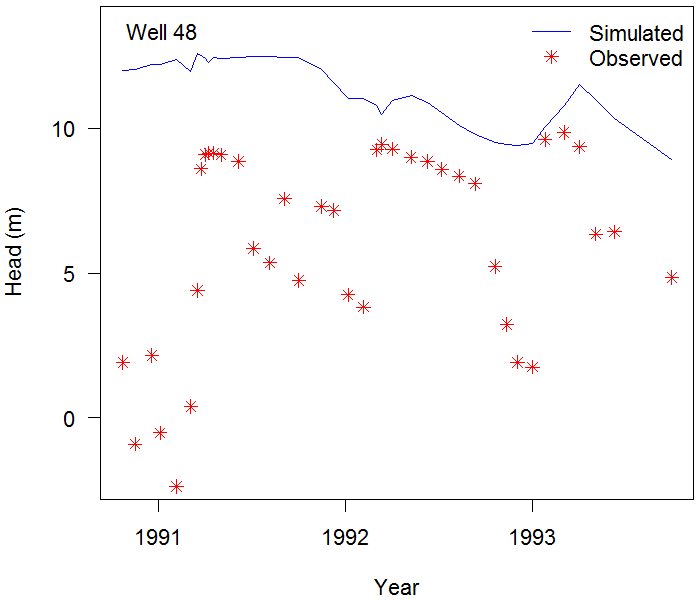 Well 48
Simulated
Observed
10
5
0
Head (m)
1991
1992
1993
Year